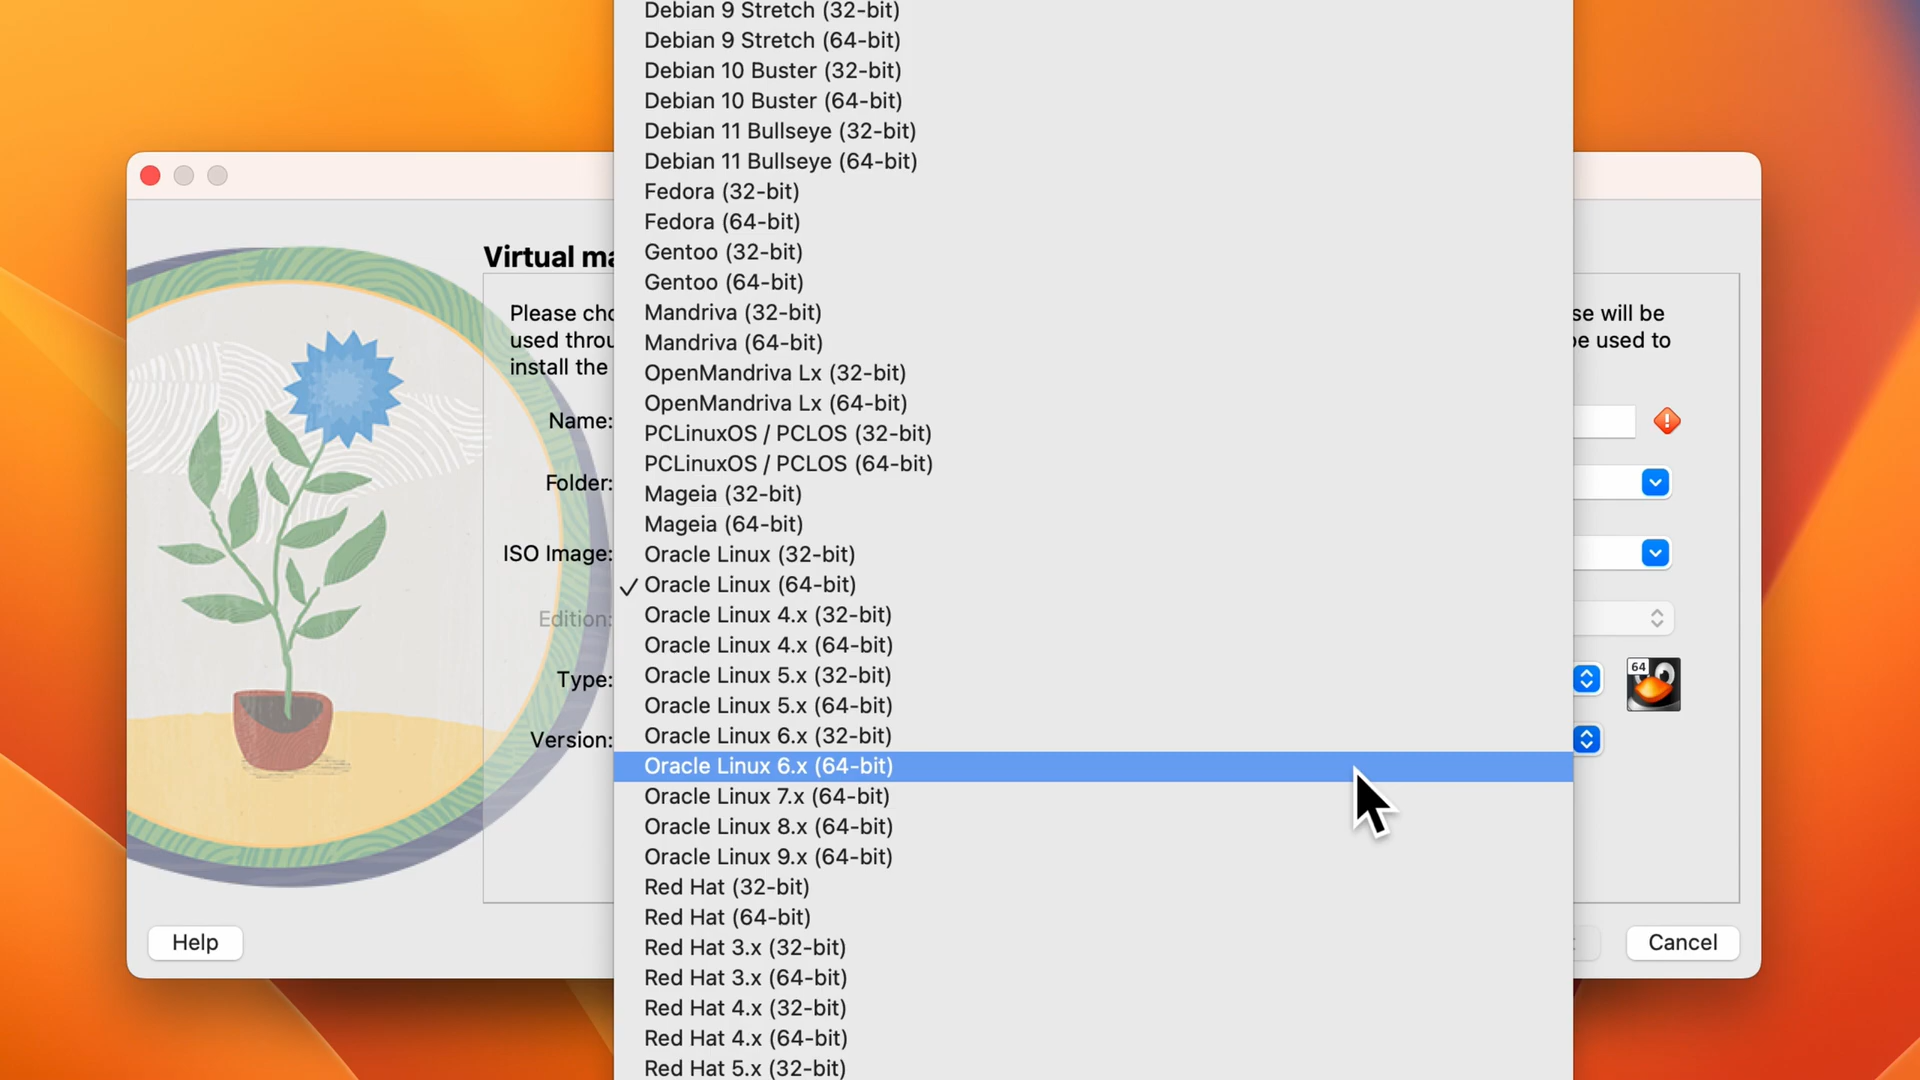 Debian 9 Stretch (32-bit)
Debian 9 Stretch (64-bit)
Debian 10 Buster (32-bit)
Debian 10 Buster (64-bit)
Debian 11 Bullseye (32-bit)
Debian 11 Bullseye (64-bit)
Fedora (32-bit)
Fedora (64-bit)
Gentoo (32-bit)
Gentoo (64-bit)
Mandriva (32-bit)
Mandriva (64-bit)
OpenMandriva Lx (32-bit)
OpenMandriva Lx (64-bit)
PCLinuxOS / PCLOS (32-bit)
PCLinuxOS / PCLOS (64-bit)
Mageia (32-bit)
Mageia (64-bit)
Oracle Linux (32-bit)
✓ Oracle Linux (64-bit)
Oracle Linux 4.x (32-bit)
Oracle Linux 4.x (64-bit)
Oracle Linux 5.x (32-bit)
Oracle Linux 5.x (64-bit)
Oracle Linux 6.x (32-bit)
Oracle Linux 6.x (64-bit)
Oracle Linux 7.x (64-bit)
Oracle Linux 8.x (64-bit)
Oracle Linux 9.x (64-bit)
Red Hat (32-bit)
Red Hat (64-bit)
Red Hat 3.x (32-bit)
Red Hat 3.x (64-bit)
Red Hat 4.x (32-bit)
Red Hat 4.x (64-bit)
Red Hat 5.x (32-bit)
Virtual ma
Please cho
used throu
install the
se will be
be used to
Name:
Folder:
ISO Image:
Edition:
Type:
64
Version:
Help
Cancel